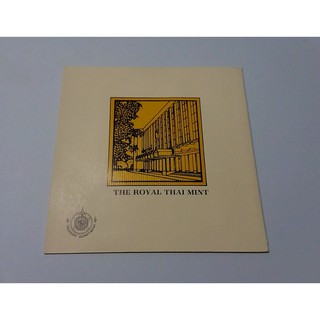 THE ROYAL THAI MINT